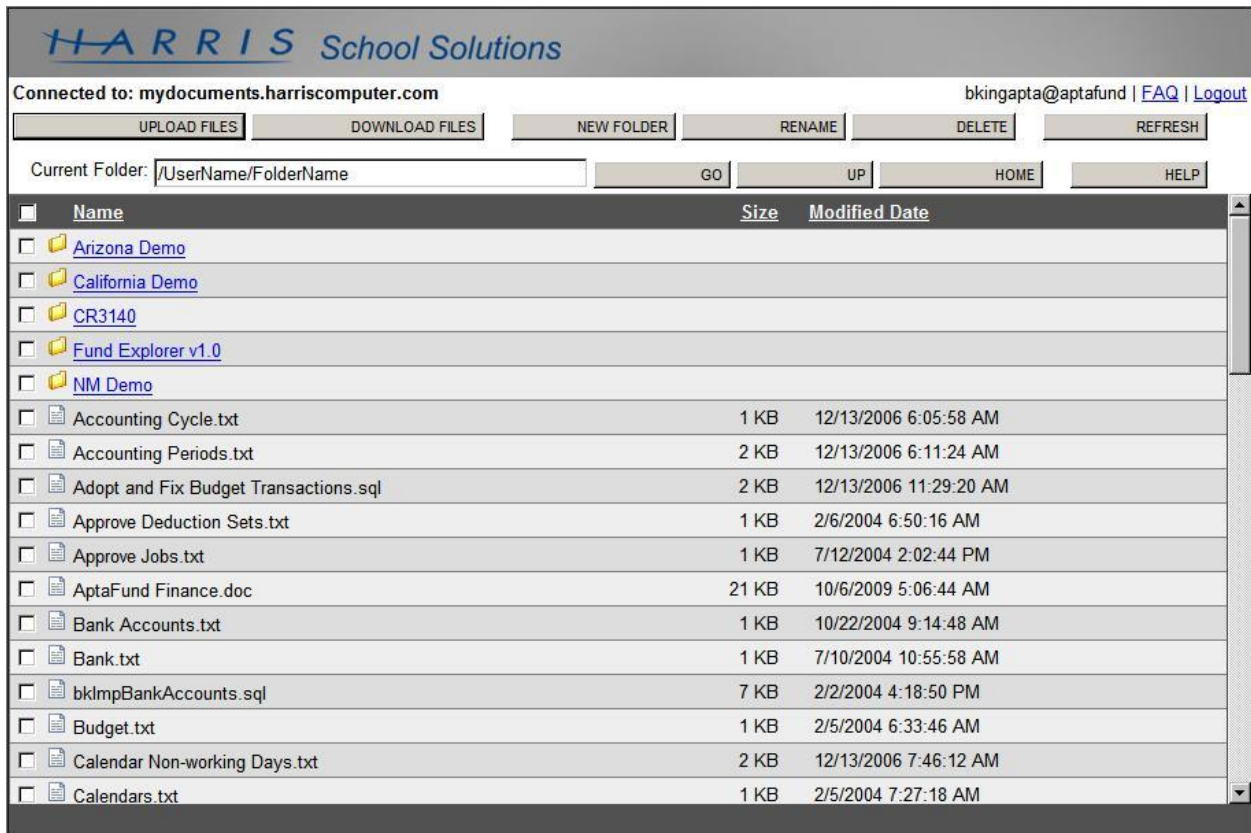 HARRIS School Solutions
Connected to: mydocuments.harriscomputer.com bkingapta@aptafund | FAQ | Logout
UPLOAD FILES DOWNLOAD FILES NEW FOLDER RENAME DELETE REFRESH
Current Folder: /UserName/FolderName GO UP HOME HELP
Name Size Modified Date
Arizona Demo
California Demo
CR3140
Fund Explorer v1.0
NM Demo
Accounting Cycle.txt 1 KB 12/13/2006 6:05:58 AM
Accounting Periods.txt 2 KB 12/13/2006 6:11:24 AM
Adopt and Fix Budget Transactions.sql 2 KB 12/13/2006 11:29:20 AM
Approve Deduction Sets.txt 1 KB 2/6/2004 6:50:16 AM
Approve Jobs.txt 1 KB 7/12/2004 2:02:44 PM
AptaFund Finance.doc 21 KB 10/6/2009 5:06:44 AM
Bank Accounts.txt 1 KB 10/22/2004 9:14:48 AM
Bank.txt 1 KB 7/10/2004 10:55:58 AM
bkImpBankAccounts.sql 7 KB 2/2/2004 4:18:50 PM
Budget.txt 1 KB 2/5/2004 6:33:46 AM
Calendar Non-working Days.txt 2 KB 12/13/2006 7:46:12 AM
Calendars.txt 1 KB 2/5/2004 7:27:18 AM